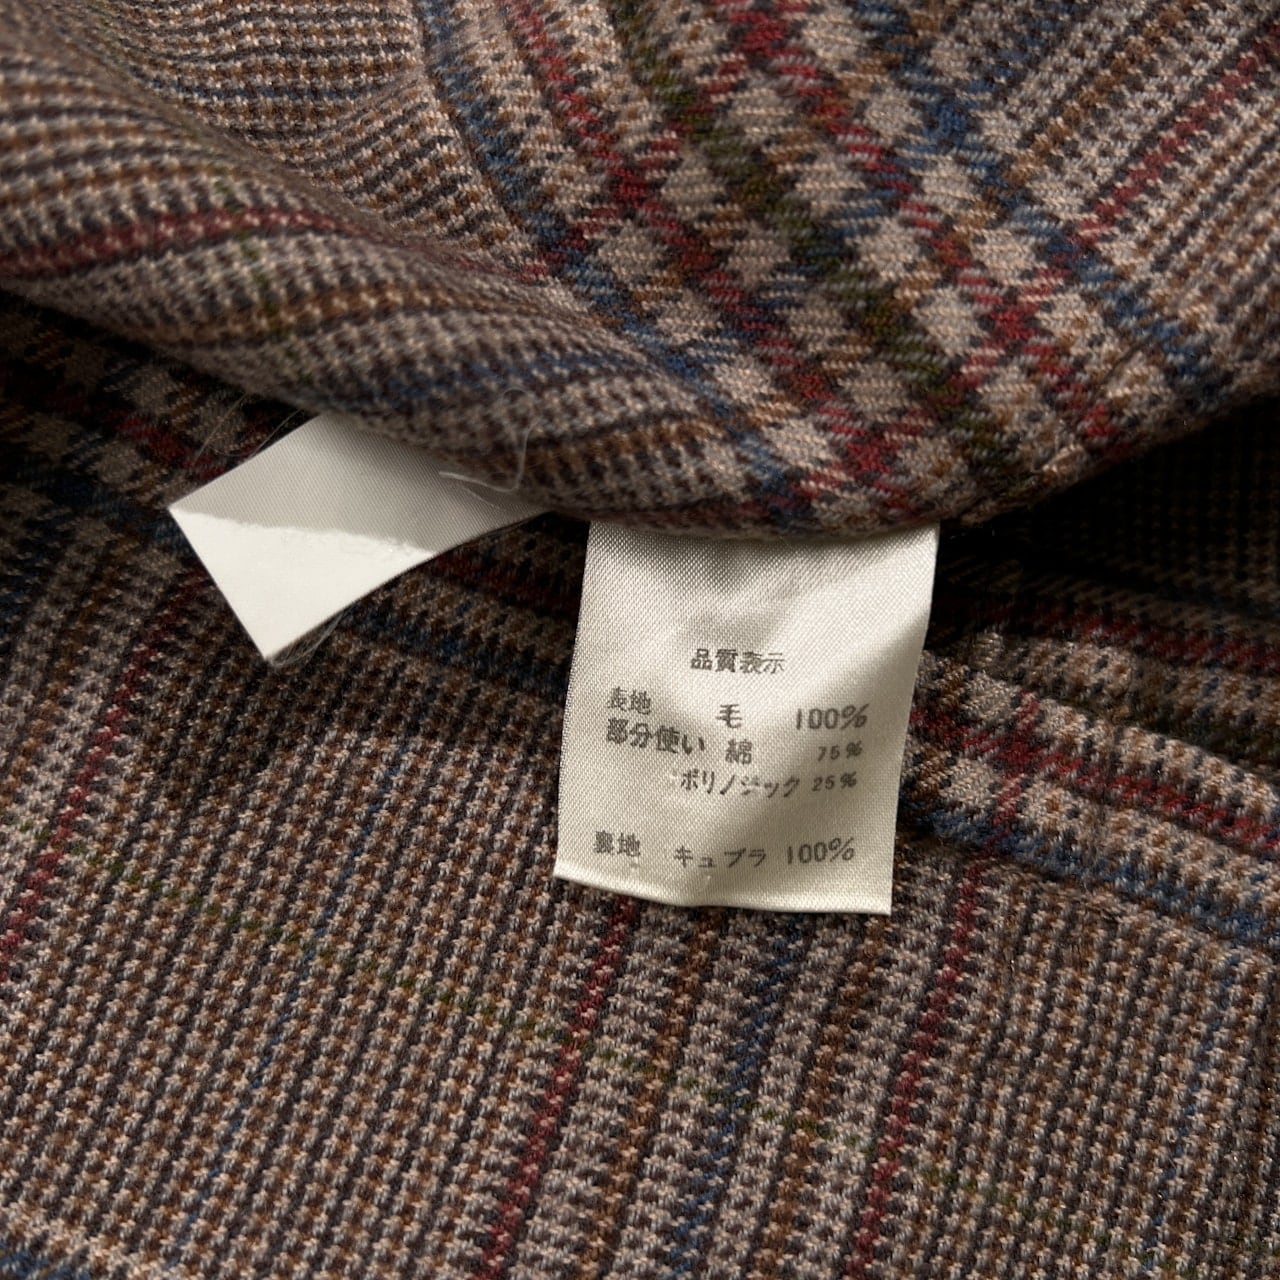 品質表示
表地 毛 100%
部分使い 綿 75%
ポリノジック 25%
裏地 キュプラ 100%